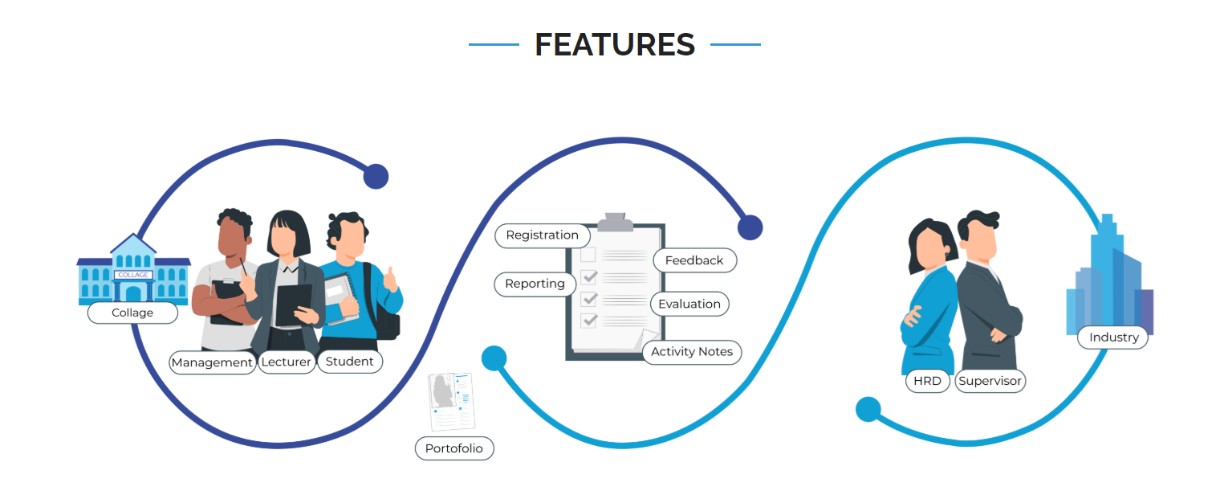 FEATURES
COLLAGE
Collage
Management
Lecturer
Student
Portofolio
Registration
Reporting
Feedback
Evaluation
Activity Notes
HRD
Supervisor
Industry